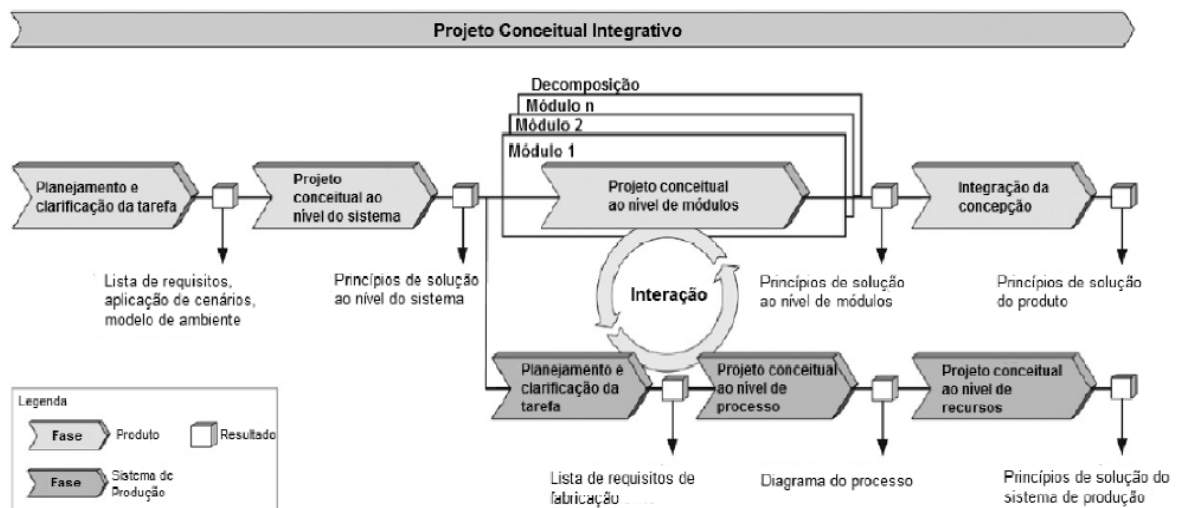 Projeto Conceitual Integrativo
Decomposição
Módulo n
Módulo 2
Módulo 1
Planejamento e
clarificação da tarefa
Projeto
conceitual ao
nível do sistema
Projeto conceitual
ao nível de módulos
Integração da
concepção
Lista de requisitos,
aplicação de cenários,
modelo de ambiente
Princípios de solução
ao nível do sistema
Interação
Princípios de solução
ao nível de módulos
Princípios de solução
do produto
Planejamento e
clarificação da
tarefa
Projeto conceitual
ao nível de
processo
Projeto conceitual
ao nível de
recursos
Lista de requisitos de
fabricação
Diagrama do processo
Princípios de solução do
sistema de produção
Legenda
Fase
Produto
Resultado
Fase
Sistema de
Produção